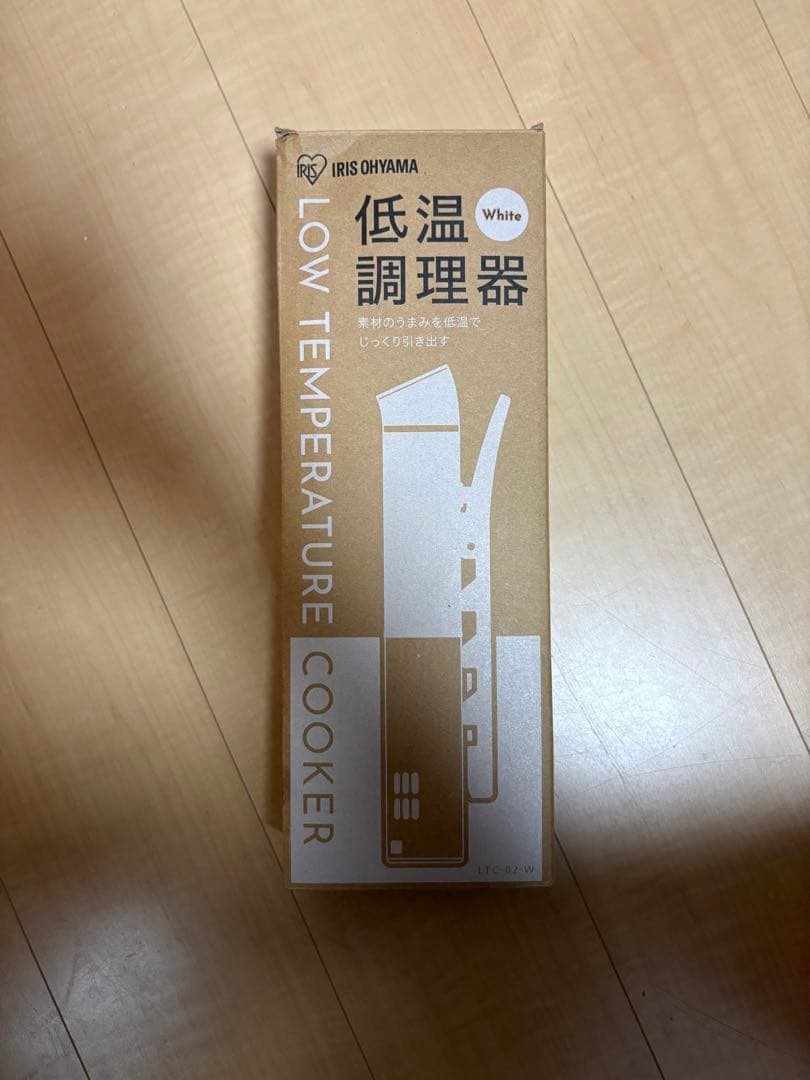 IRIS
IRIS OHYAMA
低温
調理器
White
素材のうまみを低温で
じっくり引き出す
LOW TEMPERATURE COOKER
LTC-02-W